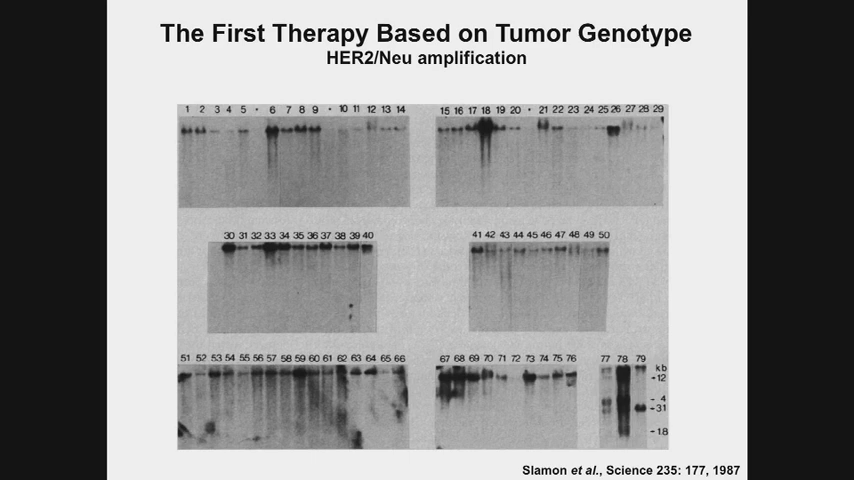 The First Therapy Based on Tumor Genotype
HER2/Neu amplification
1 2 3 4 5 • 6 7 8 9 • 10 11 12 13 14
15 16 17 18 19 20 • 21 22 23 24 25 26 27 28 29
30 31 32 33 34 35 36 37 38 39 40
41 42 43 44 45 46 47 48 49 50
51 52 53 54 55 56 57 58 59 60 61 62 63 64 65 66
67 68 69 70 71 72 73 74 75 76
77 78 79
kb
-12
- 4
-3.1
-1.8
Slamon et al., Science 235: 177, 1987